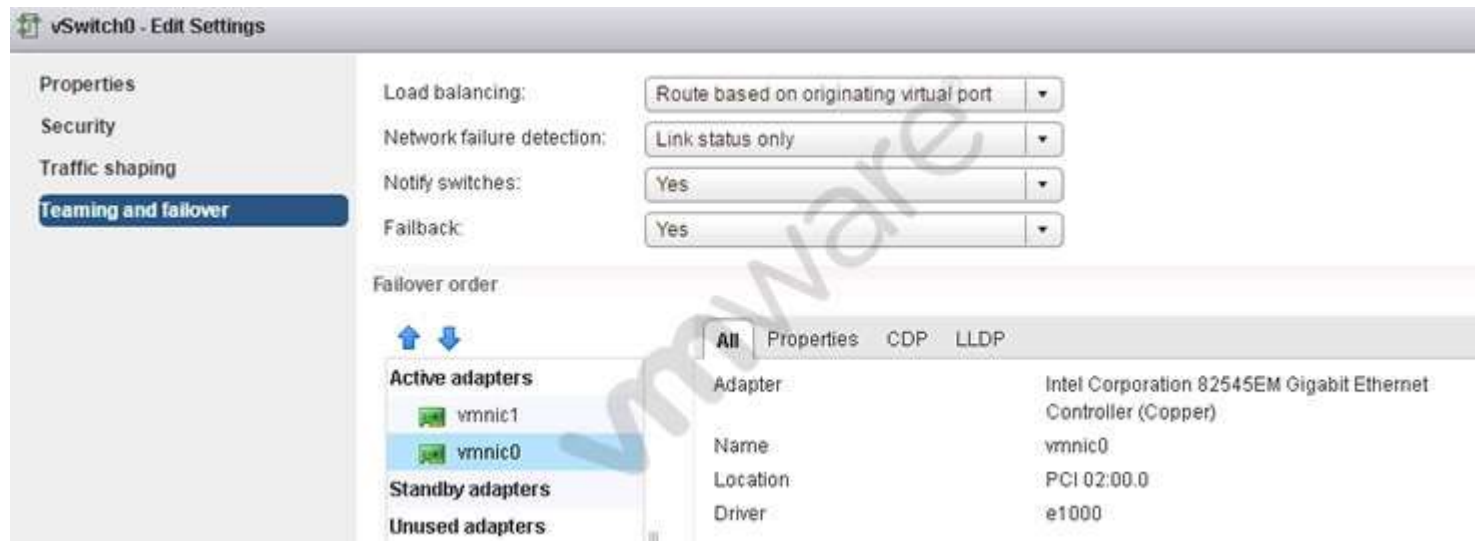 vSwitch0 - Edit Settings
Properties
Security
Traffic shaping
Teaming and failover
Load balancing: Route based on originating virtual port
Network failure detection: Link status only
Notify switches: Yes
Failback: Yes
Failover order
Active adapters
vmnic1
vmnic0
Standby adapters
Unused adapters
All Properties CDP LLDP
Adapter Intel Corporation 82545EM Gigabit Ethernet
Controller (Copper)
Name vmnic0
Location PCI 02:00.0
Driver e1000
vmware